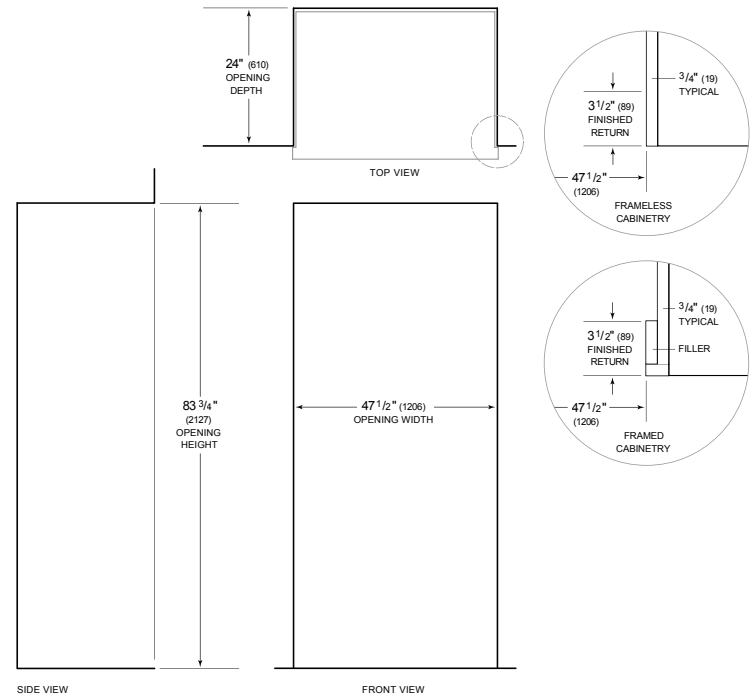 24" (610)
OPENING
DEPTH
TOP VIEW
3/4" (19)
TYPICAL
3 1/2" (89)
FINISHED
RETURN
47 1/2"
(1206)
FRAMELESS
CABINETRY
3/4" (19)
TYPICAL
3 1/2" (89)
FINISHED
RETURN
FILLER
47 1/2"
(1206)
FRAMED
CABINETRY
83 3/4"
(2127)
OPENING
HEIGHT
47 1/2" (1206)
OPENING WIDTH
SIDE VIEW
FRONT VIEW